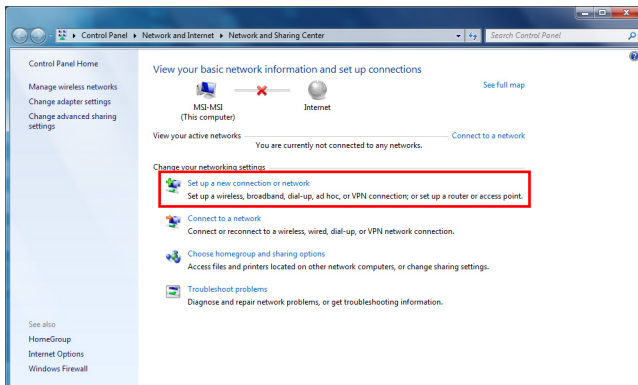 Control Panel ▸ Network and Internet ▸ Network and Sharing Center
Search Control Panel
Control Panel Home
Manage wireless networks
Change adapter settings
Change advanced sharing
settings
See also
HomeGroup
Internet Options
Windows Firewall
View your basic network information and set up connections
See full map
MSI-MSI
(This computer)
Internet
View your active networks
Connect to a network
You are currently not connected to any networks.
Change your networking settings
Set up a new connection or network
Set up a wireless, broadband, dial-up, ad hoc, or VPN connection; or set up a router or access point.
Connect to a network
Connect or reconnect to a wireless, wired, dial-up, or VPN network connection.
Choose homegroup and sharing options
Access files and printers located on other network computers, or change sharing settings.
Troubleshoot problems
Diagnose and repair network problems, or get troubleshooting information.